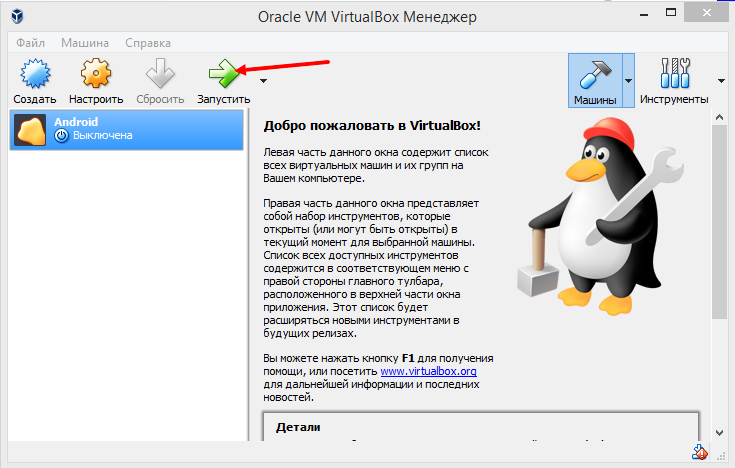 Oracle VM VirtualBox Менеджер
Файл Машина Справка
Создать Настроить Сбросить Запустить Машины Инструменты
Android
Выключена
Добро пожаловать в VirtualBox!
Левая часть данного окна содержит список
всех виртуальных машин и их групп на
Вашем компьютере.
Правая часть данного окна представляет
собой набор инструментов, которые
открыты (или могут быть открыты) в
текущий момент для выбранной машины.
Список всех доступных инструментов
содержится в соответствующем меню с
правой стороны главного тулбара,
расположенного в верхней части окна
приложения. Этот список будет
расширяться новыми инструментами в
будущих релизах.
Вы можете нажать кнопку F1 для получения
помощи, или посетить www.virtualbox.org
для дальнейшей информации и последних
новостей.
Детали